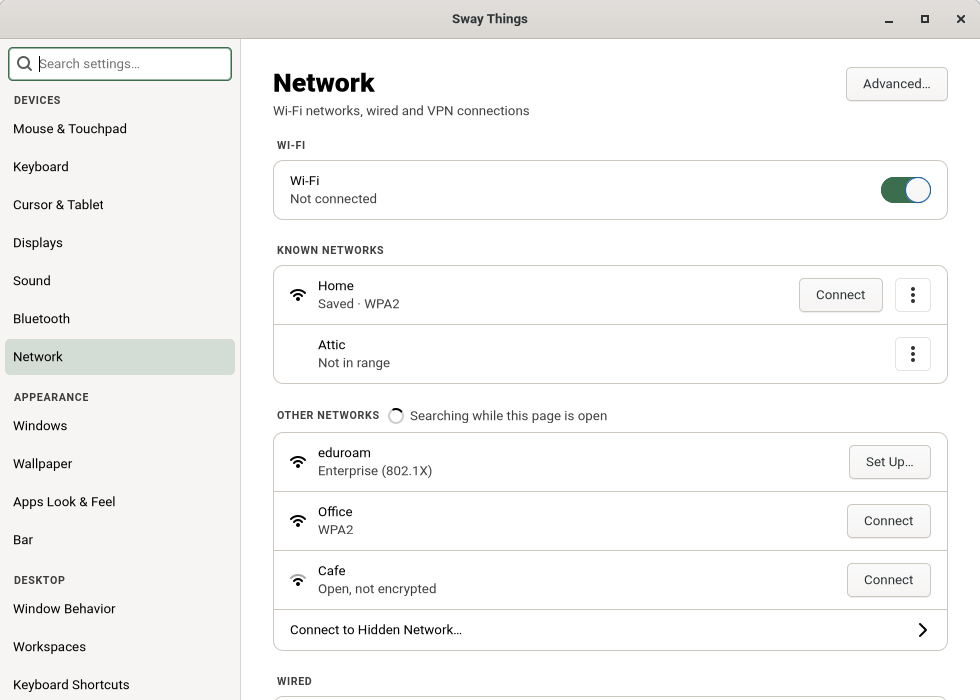 Sway Things
Search settings...
DEVICES
Mouse & Touchpad
Keyboard
Cursor & Tablet
Displays
Sound
Bluetooth
Network
APPEARANCE
Windows
Wallpaper
Apps Look & Feel
Bar
DESKTOP
Window Behavior
Workspaces
Keyboard Shortcuts
Network
Wi-Fi networks, wired and VPN connections
Advanced...
WI-FI
Wi-Fi
Not connected
KNOWN NETWORKS
Home
Saved · WPA2
Connect
Attic
Not in range
OTHER NETWORKS
Searching while this page is open
eduroam
Enterprise (802.1X)
Set Up...
Office
WPA2
Connect
Cafe
Open, not encrypted
Connect
Connect to Hidden Network...
WIRED